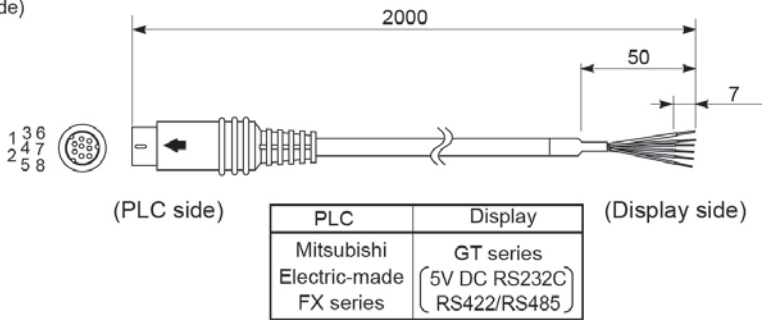 de)
2000
50
7
1 3 6
2 4 7
5 8
(PLC side)
(Display side)
PLC Display
Mitsubishi
Electric-made
FX series
GT series
5V DC RS232C
RS422/RS485